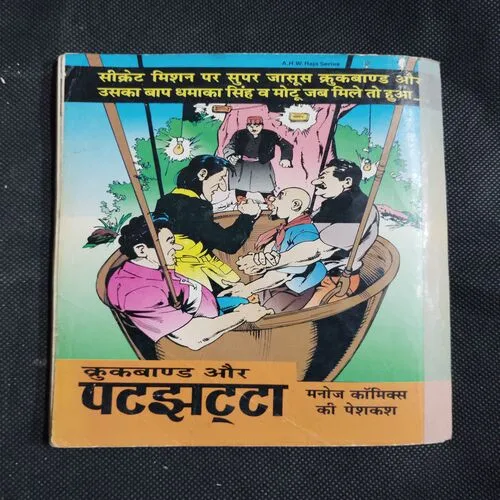 A.H.W. Raja Series
सीक्रेट मिशन पर सुपर जासूस क्रुकबाण्ड और
उसका बाप धमाका सिंह व मोटू जब मिले तो हुआ
क्रुकबाण्ड और
पटझट्टा
मनोज कॉमिक्स
की पेशकश